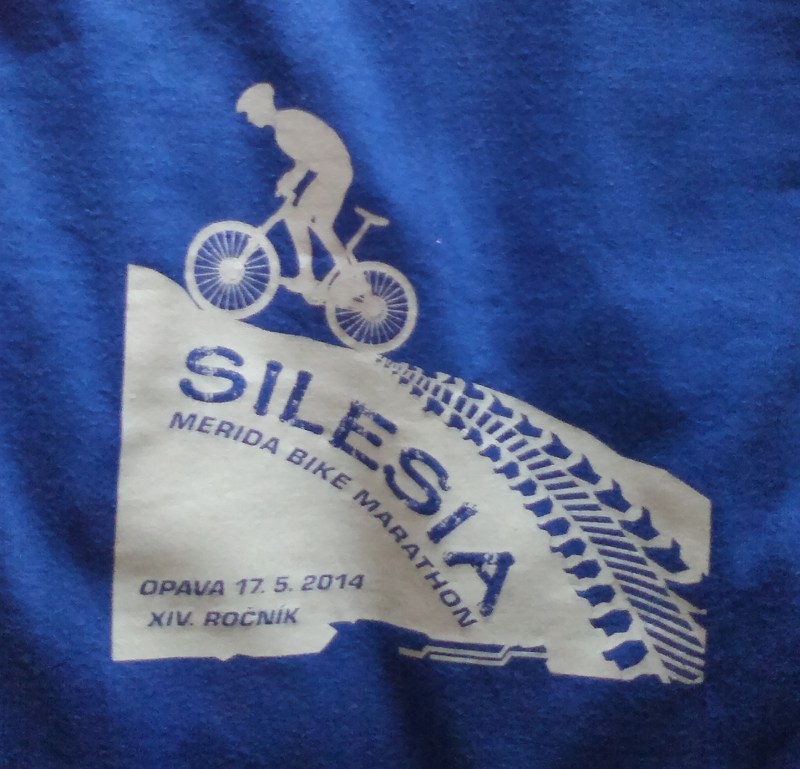 SILESIA
MERIDA BIKE MARATHON
OPAVA 17. 5. 2014
XIV. ROČNÍK